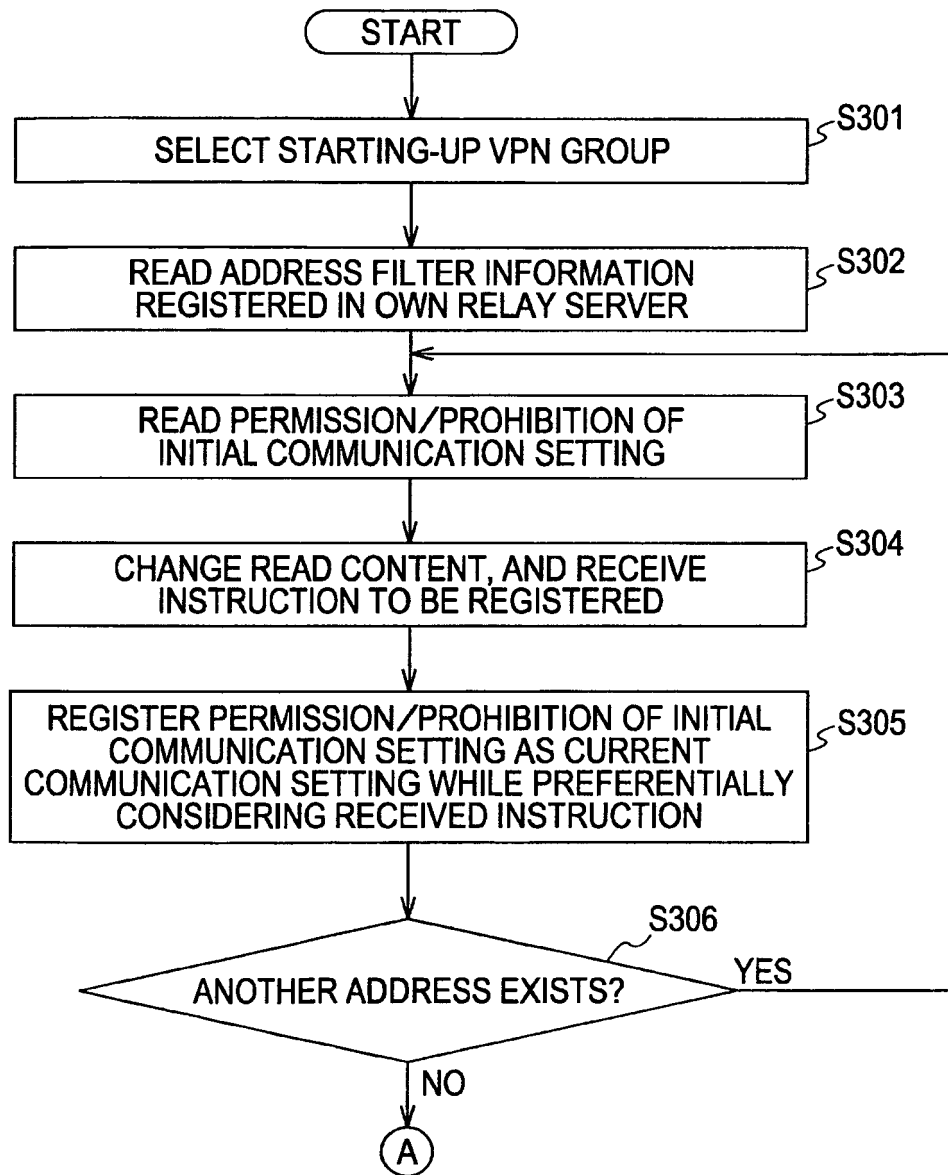 START
S301
SELECT STARTING-UP VPN GROUP
S302
READ ADDRESS FILTER INFORMATION
REGISTERED IN OWN RELAY SERVER
S303
READ PERMISSION/PROHIBITION OF
INITIAL COMMUNICATION SETTING
S304
CHANGE READ CONTENT, AND RECEIVE
INSTRUCTION TO BE REGISTERED
S305
REGISTER PERMISSION/PROHIBITION OF INITIAL
COMMUNICATION SETTING AS CURRENT
COMMUNICATION SETTING WHILE PREFERENTIALLY
CONSIDERING RECEIVED INSTRUCTION
S306
ANOTHER ADDRESS EXISTS?
YES
NO
A